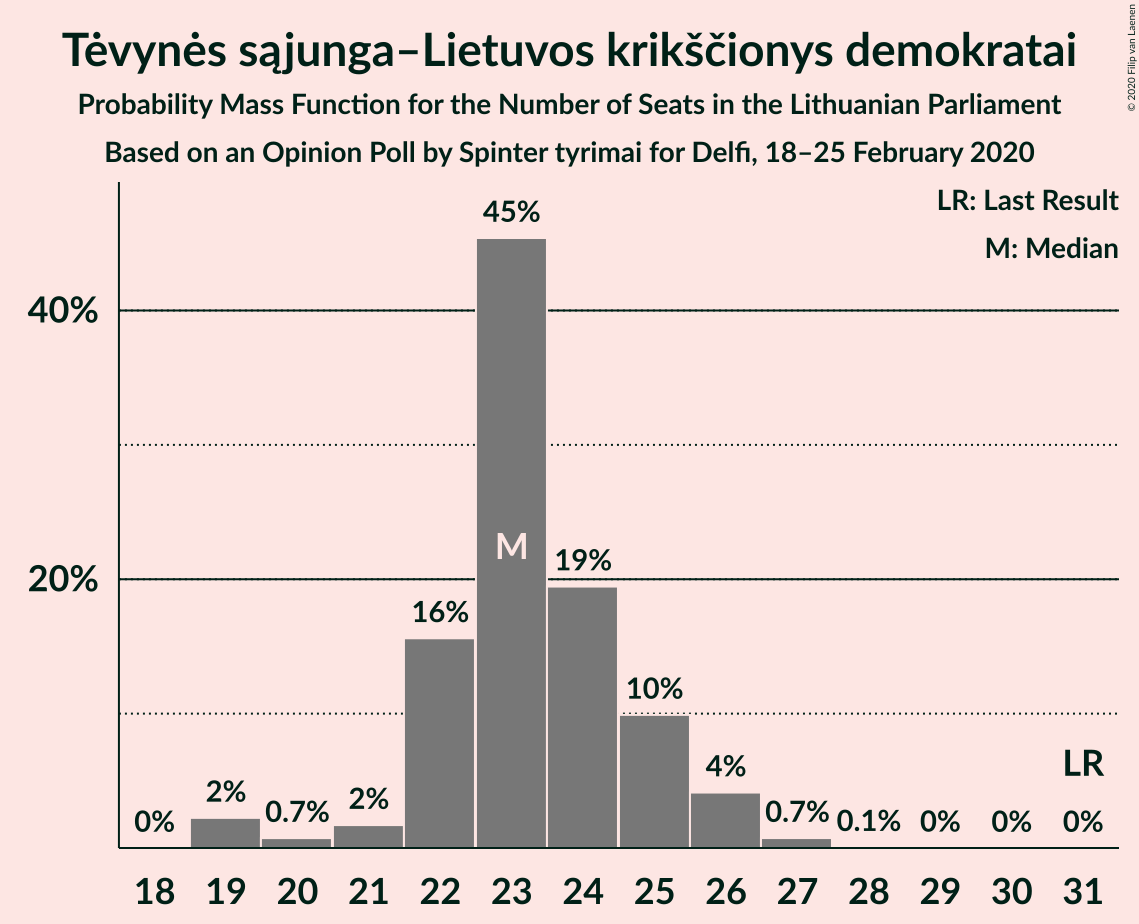 Tėvynės sąjunga–Lietuvos krikščionys demokratai
Probability Mass Function for the Number of Seats in the Lithuanian Parliament
Based on an Opinion Poll by Spinter tyrimai for Delfi, 18–25 February 2020
© 2020 Filip van Laenen
LR: Last Result
M: Median
40%
20%
45%
M
19%
16%
10%
4%
LR
0%
2%
0.7%
2%
0.7%
0.1%
0%
0%
0%
18 19 20 21 22 23 24 25 26 27 28 29 30 31